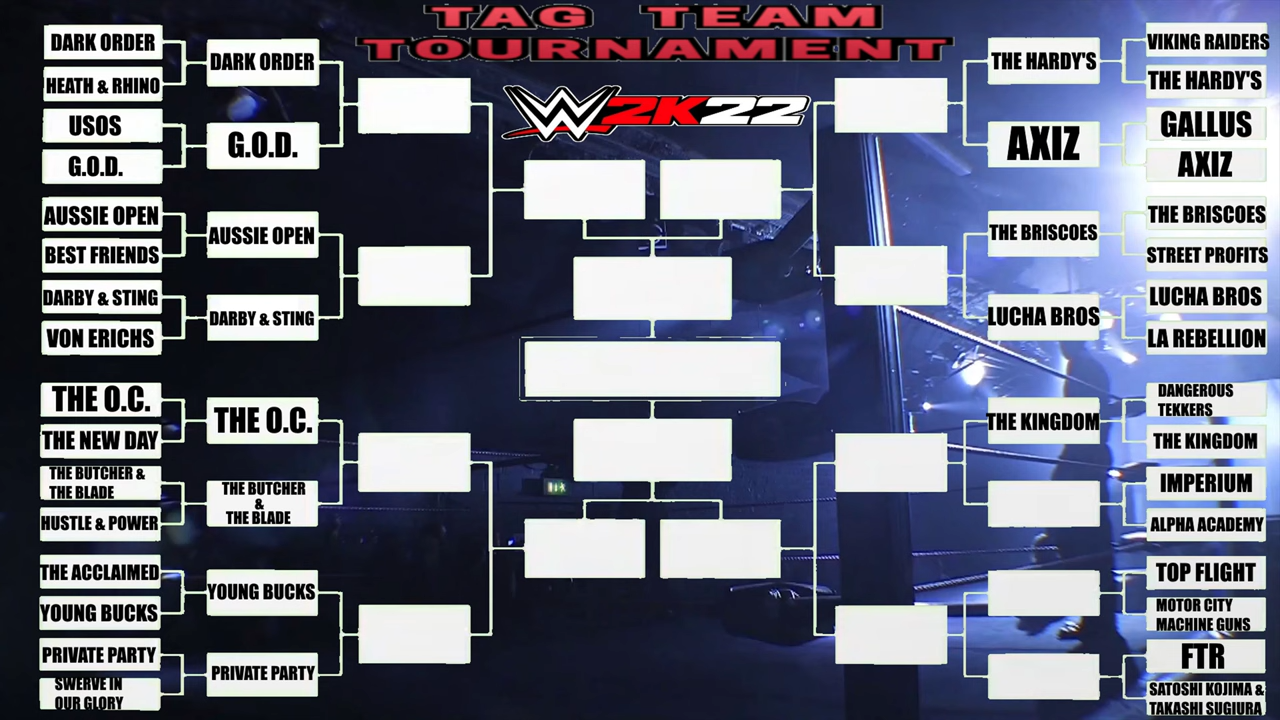 TAG TEAM
TOURNAMENT
W 2K22
DARK ORDER
HEATH & RHINO
USOS
G.O.D.
AUSSIE OPEN
BEST FRIENDS
DARBY & STING
VON ERICHS
THE O.C.
THE NEW DAY
THE BUTCHER &
THE BLADE
HUSTLE & POWER
THE ACCLAIMED
YOUNG BUCKS
PRIVATE PARTY
SWERVE IN
OUR GLORY
DARK ORDER
G.O.D.
AUSSIE OPEN
DARBY & STING
THE O.C.
THE BUTCHER
&
THE BLADE
YOUNG BUCKS
PRIVATE PARTY
THE HARDY'S
AXIZ
THE BRISCOES
LUCHA BROS
THE KINGDOM
VIKING RAIDERS
THE HARDY'S
GALLUS
AXIZ
THE BRISCOES
STREET PROFITS
LUCHA BROS
LA REBELLION
DANGEROUS
TEKKERS
THE KINGDOM
IMPERIUM
ALPHA ACADEMY
TOP FLIGHT
MOTOR CITY
MACHINE GUNS
FTR
SATOSHI KOJIMA &
TAKASHI SUGIURA